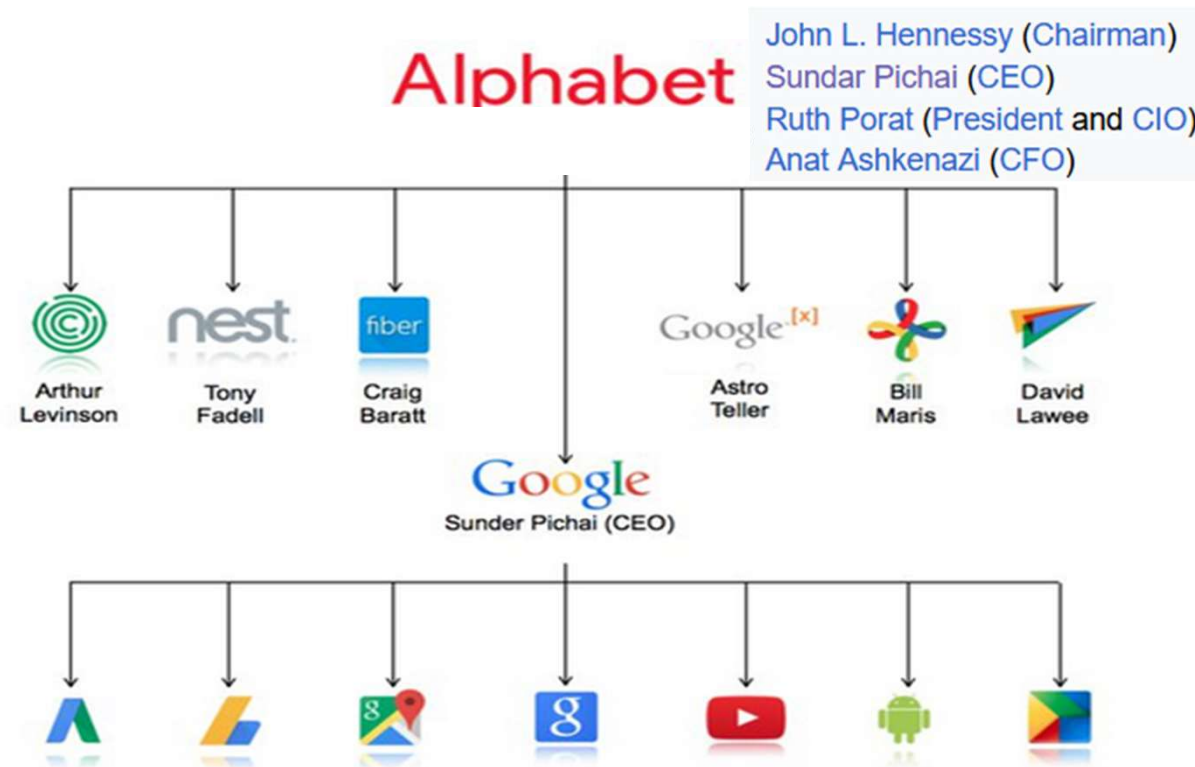 Alphabet
John L. Hennessy (Chairman)
Sundar Pichai (CEO)
Ruth Porat (President and CIO)
Anat Ashkenazi (CFO)
C
nest
fiber
Google [x]
Arthur
Levinson
Tony
Fadell
Craig
Baratt
Astro
Teller
Bill
Maris
David
Lawee
Google
Sunder Pichai (CEO)
g
g